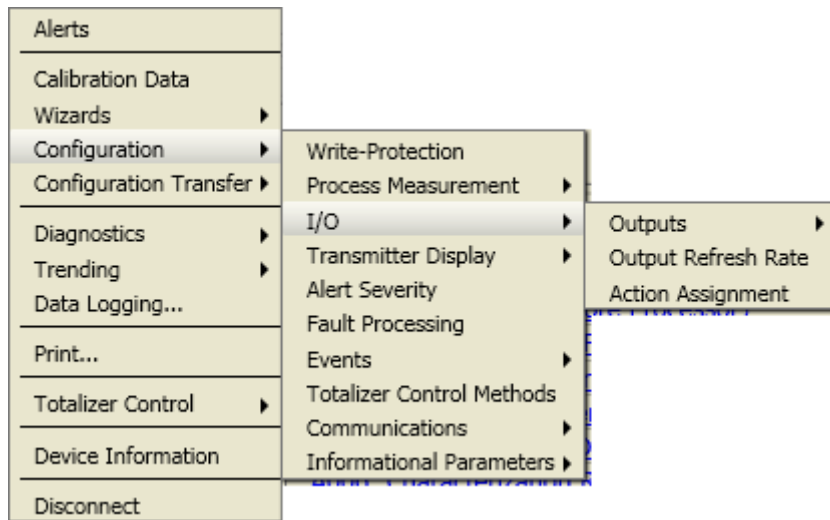 Alerts
Calibration Data
Wizards
Configuration
Configuration Transfer
Diagnostics
Trending
Data Logging...
Print...
Totalizer Control
Device Information
Disconnect
Write-Protection
Process Measurement
I/O
Transmitter Display
Alert Severity
Fault Processing
Events
Totalizer Control Methods
Communications
Informational Parameters
Outputs
Output Refresh Rate
Action Assignment